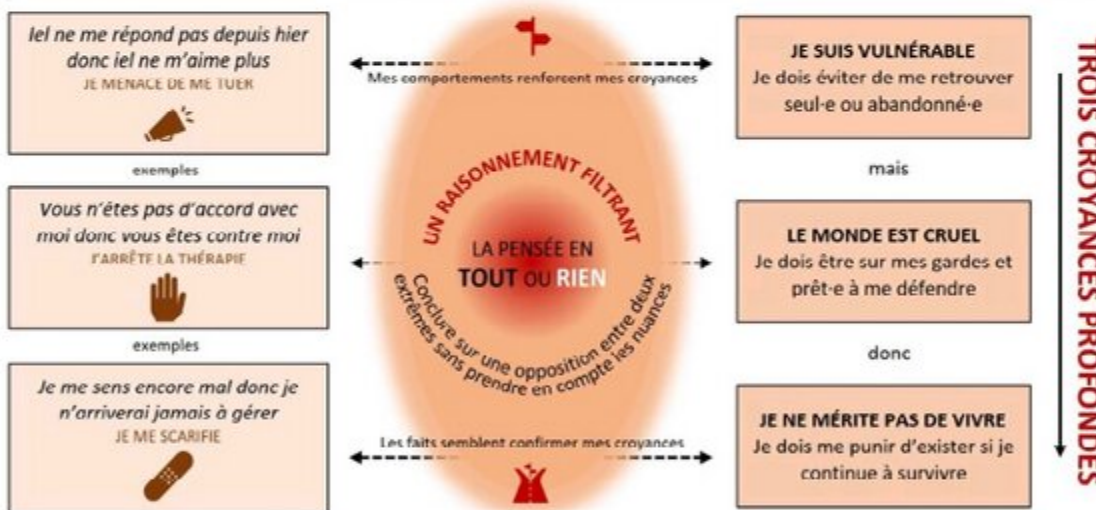 Iel ne me répond pas depuis hier
donc iel ne m'aime plus
JE MENACE DE ME TUER
exemples
Vous n'êtes pas d'accord avec
moi donc vous êtes contre moi
J'ARRÊTE LA THÉRAPIE
exemples
Je me sens encore mal donc je
n'arriverai jamais à gérer
JE ME SCARIFIE
Mes comportements renforcent mes croyances
UN RAISONNEMENT FILTRANT
LA PENSÉE EN
TOUT OU RIEN
Conclure sur une opposition entre deux
extrêmes sans prendre en compte les nuances
Les faits semblent confirmer mes croyances
JE SUIS VULNÉRABLE
Je dois éviter de me retrouver
seul·e ou abandonné·e
mais
LE MONDE EST CRUEL
Je dois être sur mes gardes et
prêt·e à me défendre
donc
JE NE MÉRITE PAS DE VIVRE
Je dois me punir d'exister si je
continue à survivre
TROIS CROYANCES PROFONDES